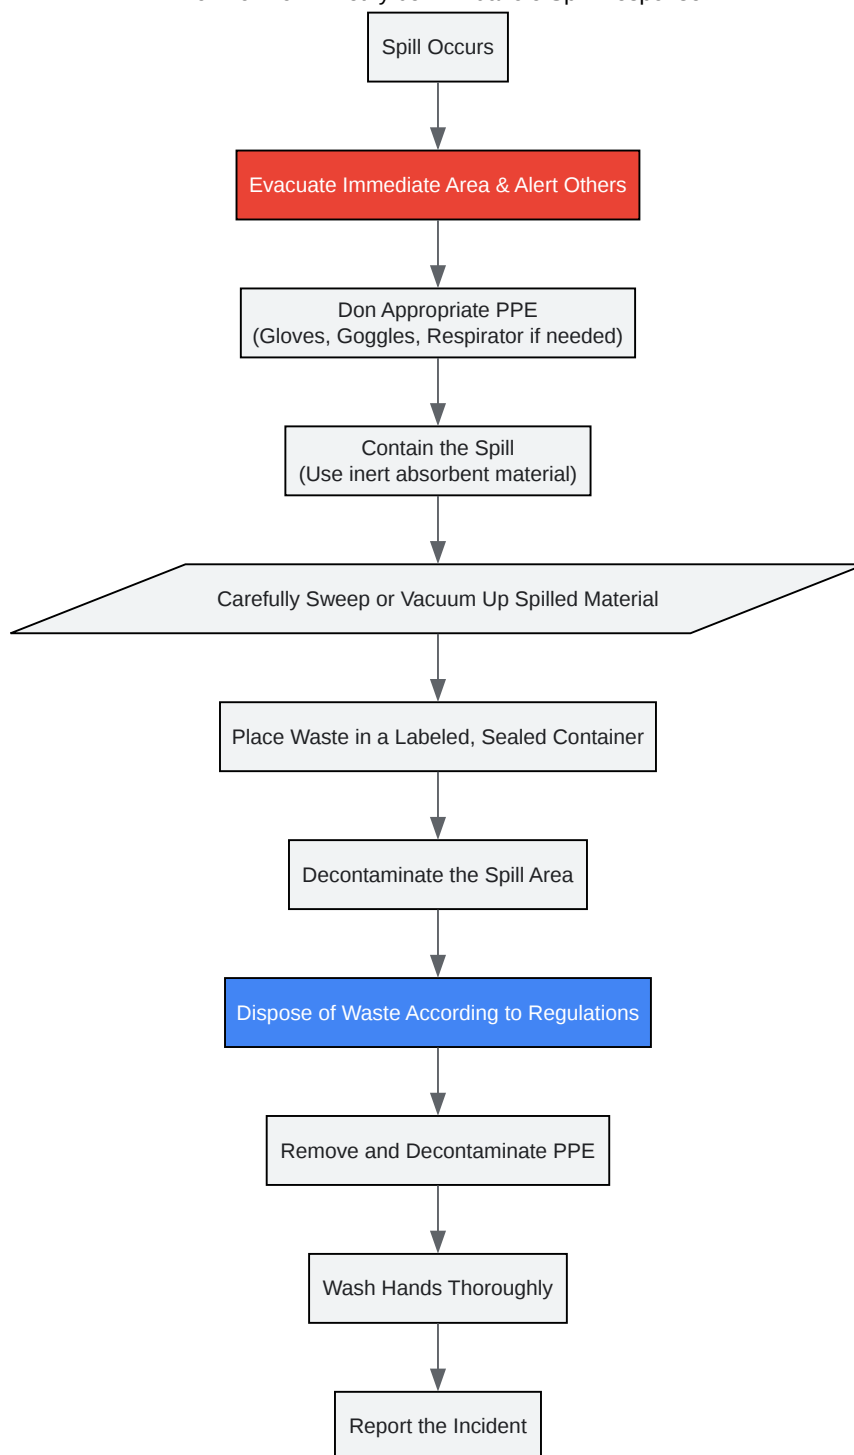 Spill Occurs
Evacuate Immediate Area & Alert Others
Don Appropriate PPE
(Gloves, Goggles, Respirator if needed)
Contain the Spill
(Use inert absorbent material)
Carefully Sweep or Vacuum Up Spilled Material
Place Waste in a Labeled, Sealed Container
Decontaminate the Spill Area
Dispose of Waste According to Regulations
Remove and Decontaminate PPE
Wash Hands Thoroughly
Report the Incident